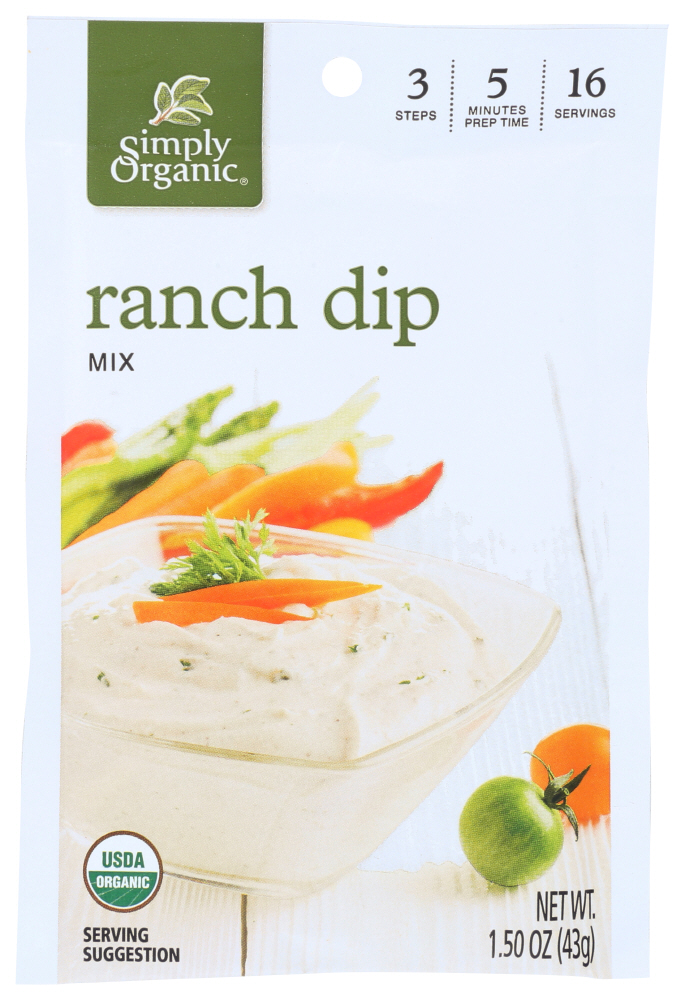 Simply
Organic®
3
STEPS
5
MINUTES
PREP TIME
16
SERVINGS
ranch dip
MIX
USDA
ORGANIC
SERVING
SUGGESTION
NET WT.
1.50 OZ (43g)